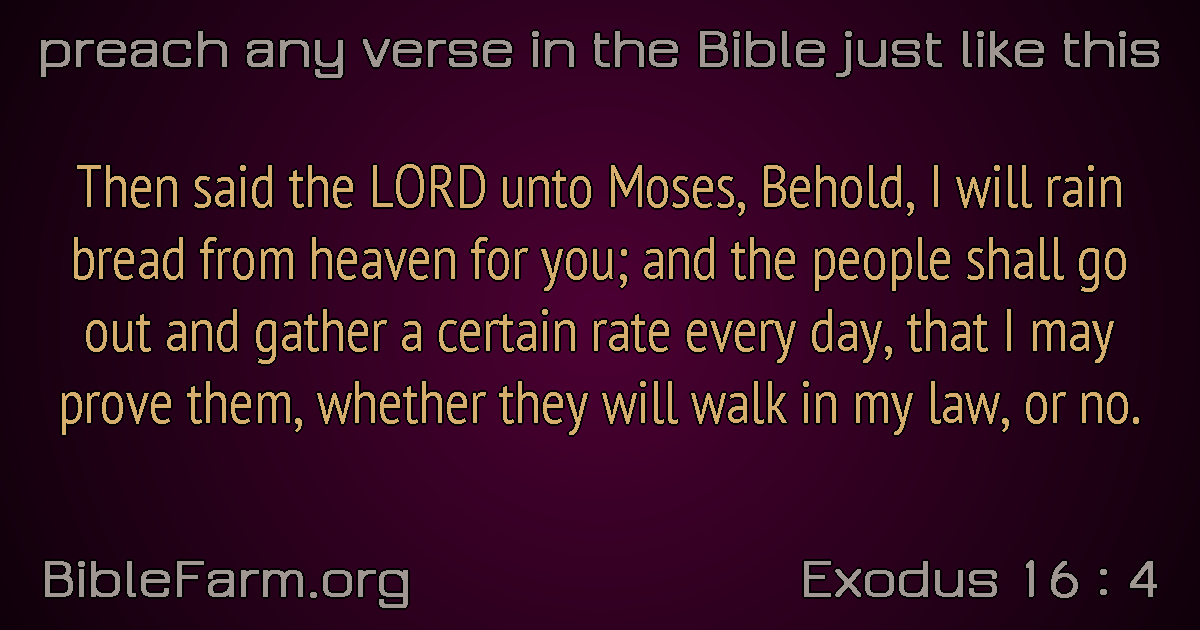 preach any verse in the Bible just like this
Then said the LORD unto Moses, Behold, I will rain
bread from heaven for you; and the people shall go
out and gather a certain rate every day, that I may
prove them, whether they will walk in my law, or no.
BibleFarm.org
Exodus 16 : 4